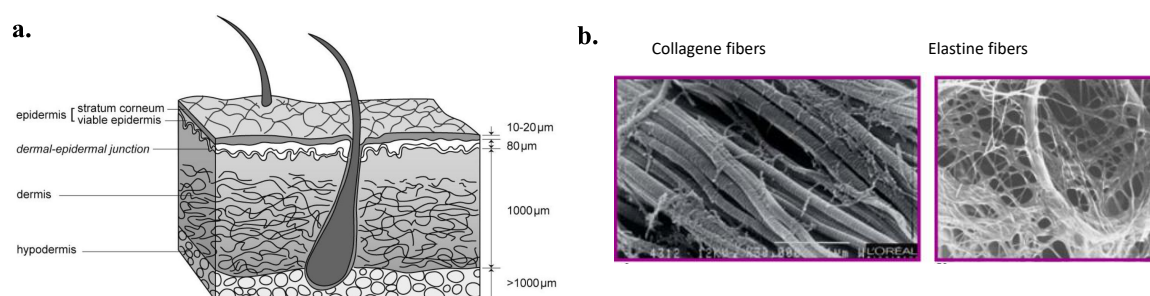 a.
epidermis
stratum corneum
viable epidermis
dermal-epidermal junction
dermis
hypodermis
10-20µm
80µm
1000µm
>1000µm
b.
Collagene fibers
Elastine fibers
L'ORÉAL